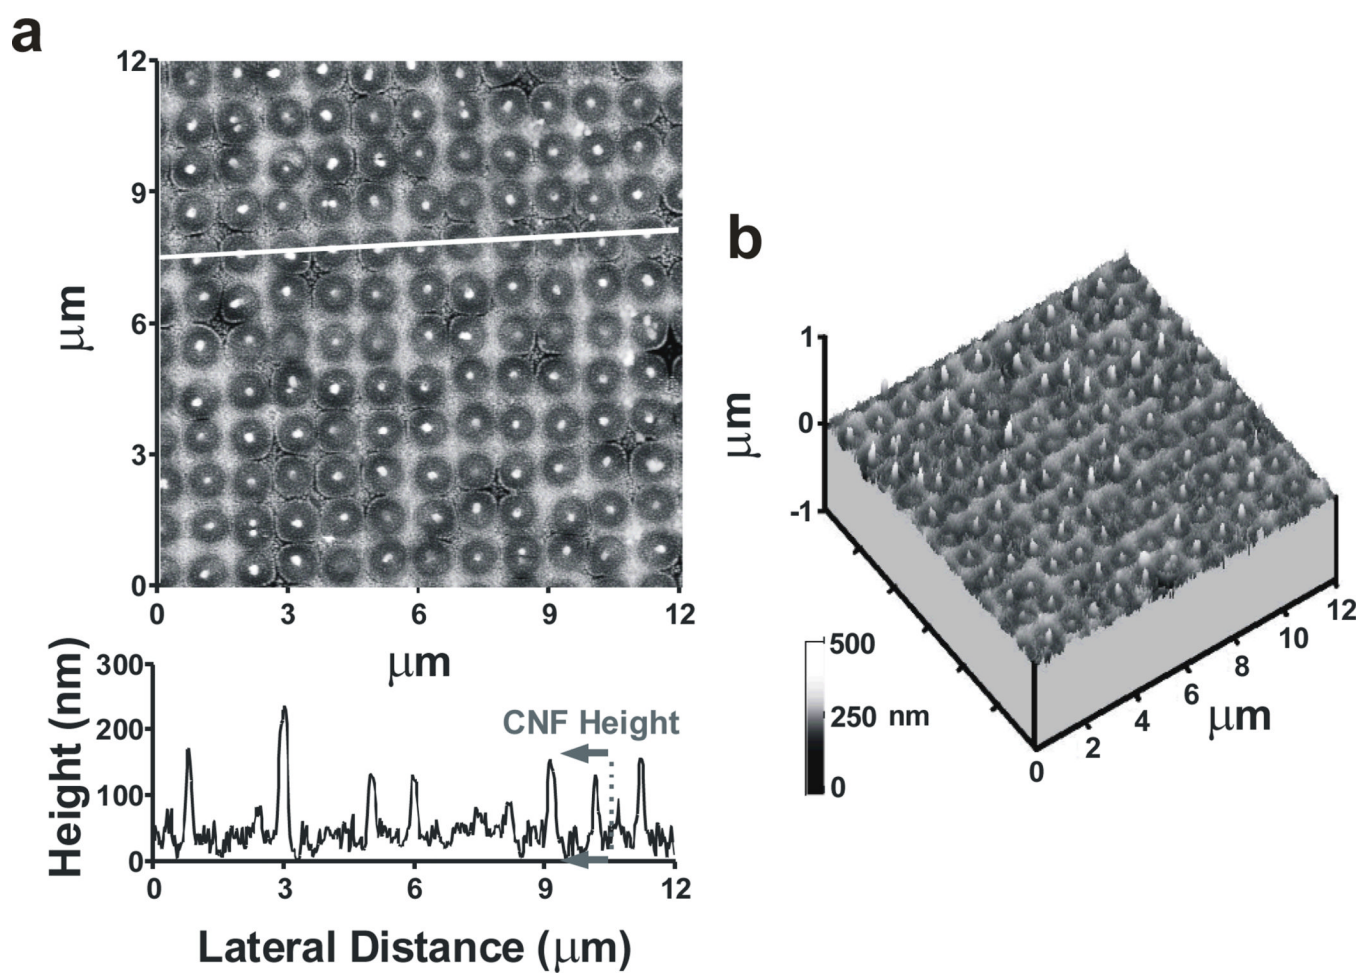 a
12
9
μm
6
3
0
0 3 6 9 12
μm
300
200
100
0
Height (nm)
CNF Height
0 3 6 9 12
Lateral Distance (μm)
b
1
0
-1
μm
500
250 nm
0
0 2 4 6 8 10 12
μm